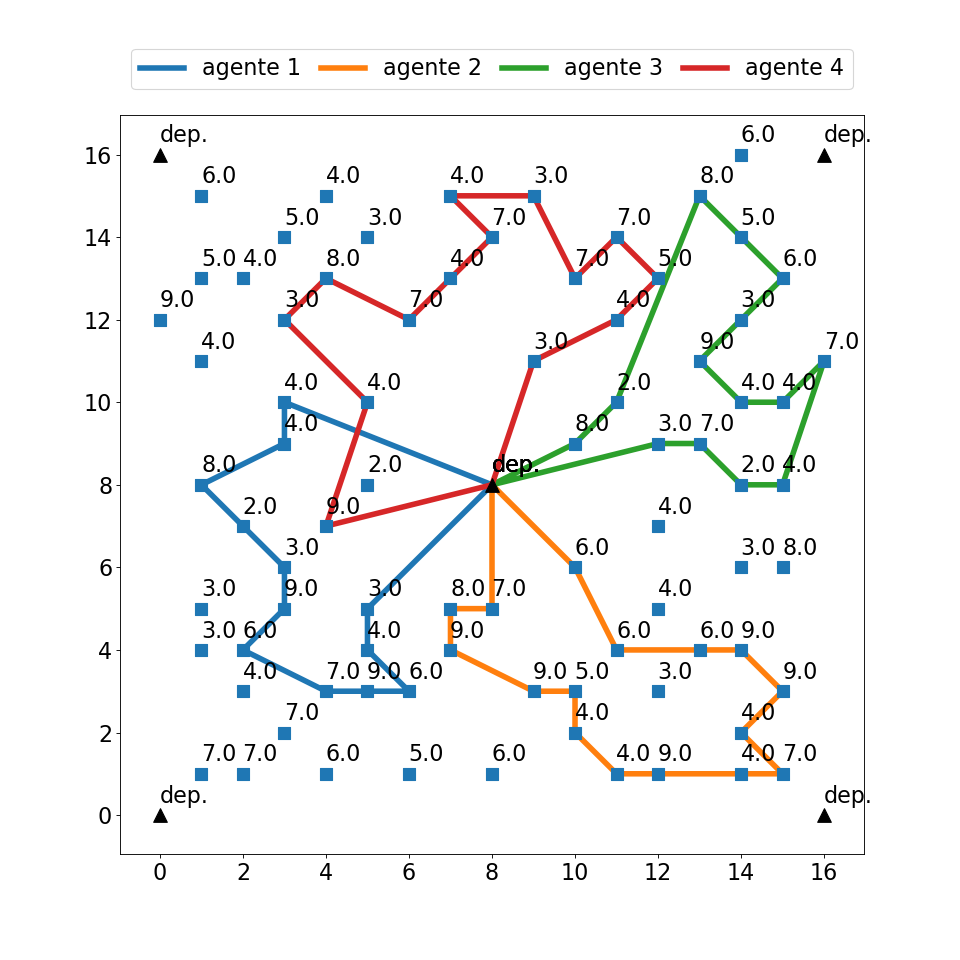 agente 1 agente 2 agente 3 agente 4
dep. 6.0 dep.
16
6.0 4.0 4.0 3.0 8.0
5.0 3.0 7.0 7.0 5.0
14
5.0 4.0 8.0 4.0 7.0 5.0 6.0
9.0 3.0 7.0 4.0 3.0
12
4.0 3.0 9.0 7.0
4.0 4.0 2.0 4.0 4.0
10
4.0 8.0 3.0 7.0
8.0 2.0 dep. 2.0 4.0
8
2.0 9.0 4.0
3.0 6.0 3.0 8.0
6
3.0 9.0 3.0 8.0 7.0 4.0
3.0 6.0 4.0 9.0 6.0 6.0 9.0
4
4.0 7.0 9.0 6.0 9.0 5.0 3.0 9.0
7.0 4.0 4.0
2
7.0 7.0 6.0 5.0 6.0 4.0 9.0 4.0 7.0
dep. dep.
0
0 2 4 6 8 10 12 14 16